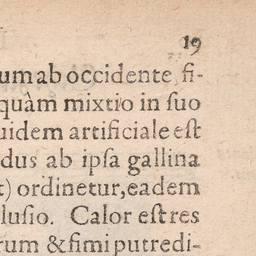 19
um ab occidente, fi-
quàm mixtio in ſuo
uidem artificiale eſt
dus ab ipſa gallina
t) ordinetur, eadem
luſio. Calor eſt res
rum & fimi putredi-